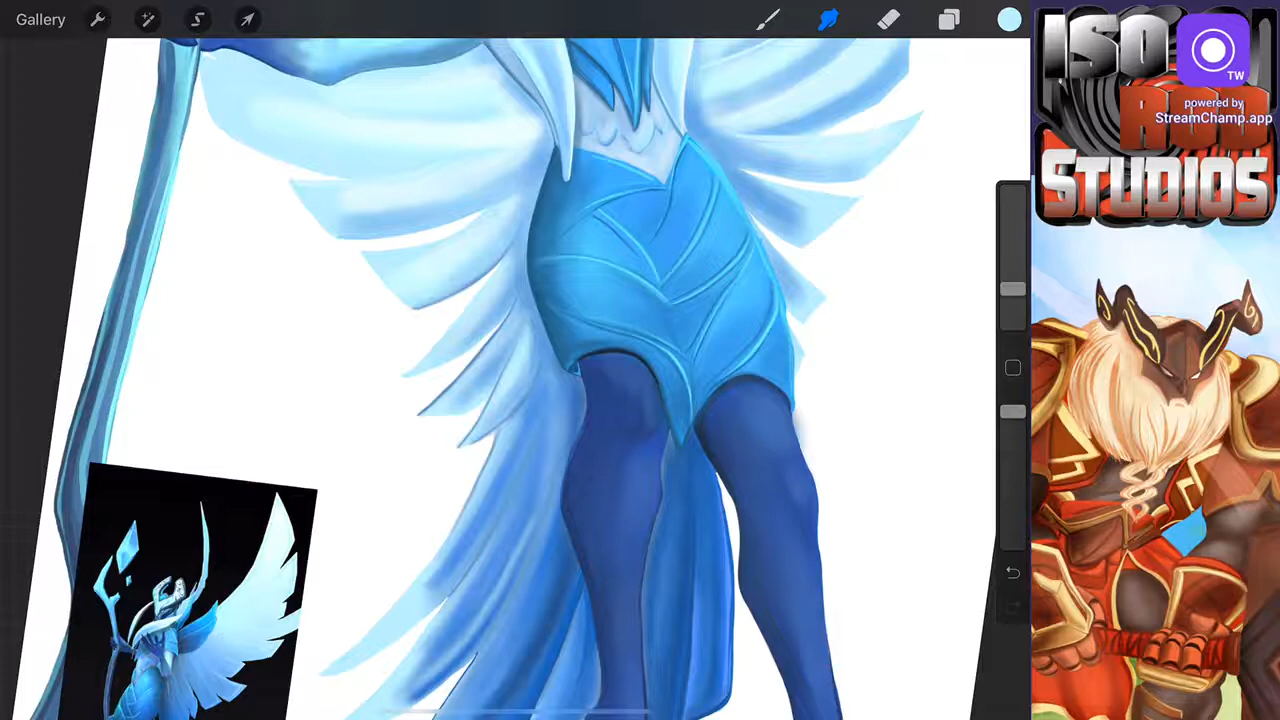 Gallery
ISO
TW
powered by
StreamChamp.app
STUDIOS